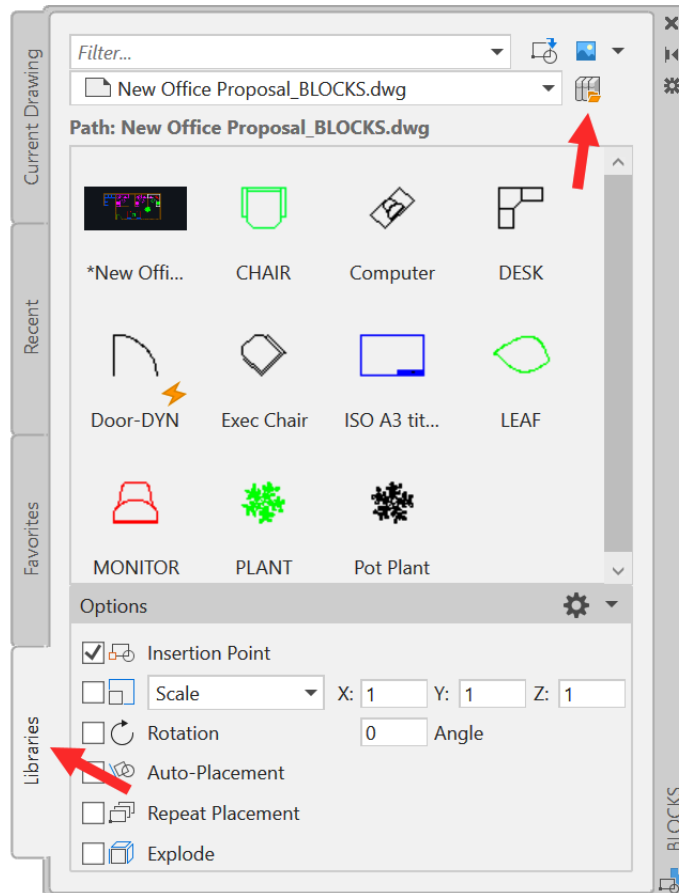 Filter...
New Office Proposal_BLOCKS.dwg
Path: New Office Proposal_BLOCKS.dwg
Current Drawing
Recent
Favorites
Libraries
*New Offi...
CHAIR
Computer
DESK
Door-DYN
Exec Chair
ISO A3 tit...
LEAF
MONITOR
PLANT
Pot Plant
Options
Insertion Point
Scale X: 1 Y: 1 Z: 1
Rotation 0 Angle
Auto-Placement
Repeat Placement
Explode
BLOCKS